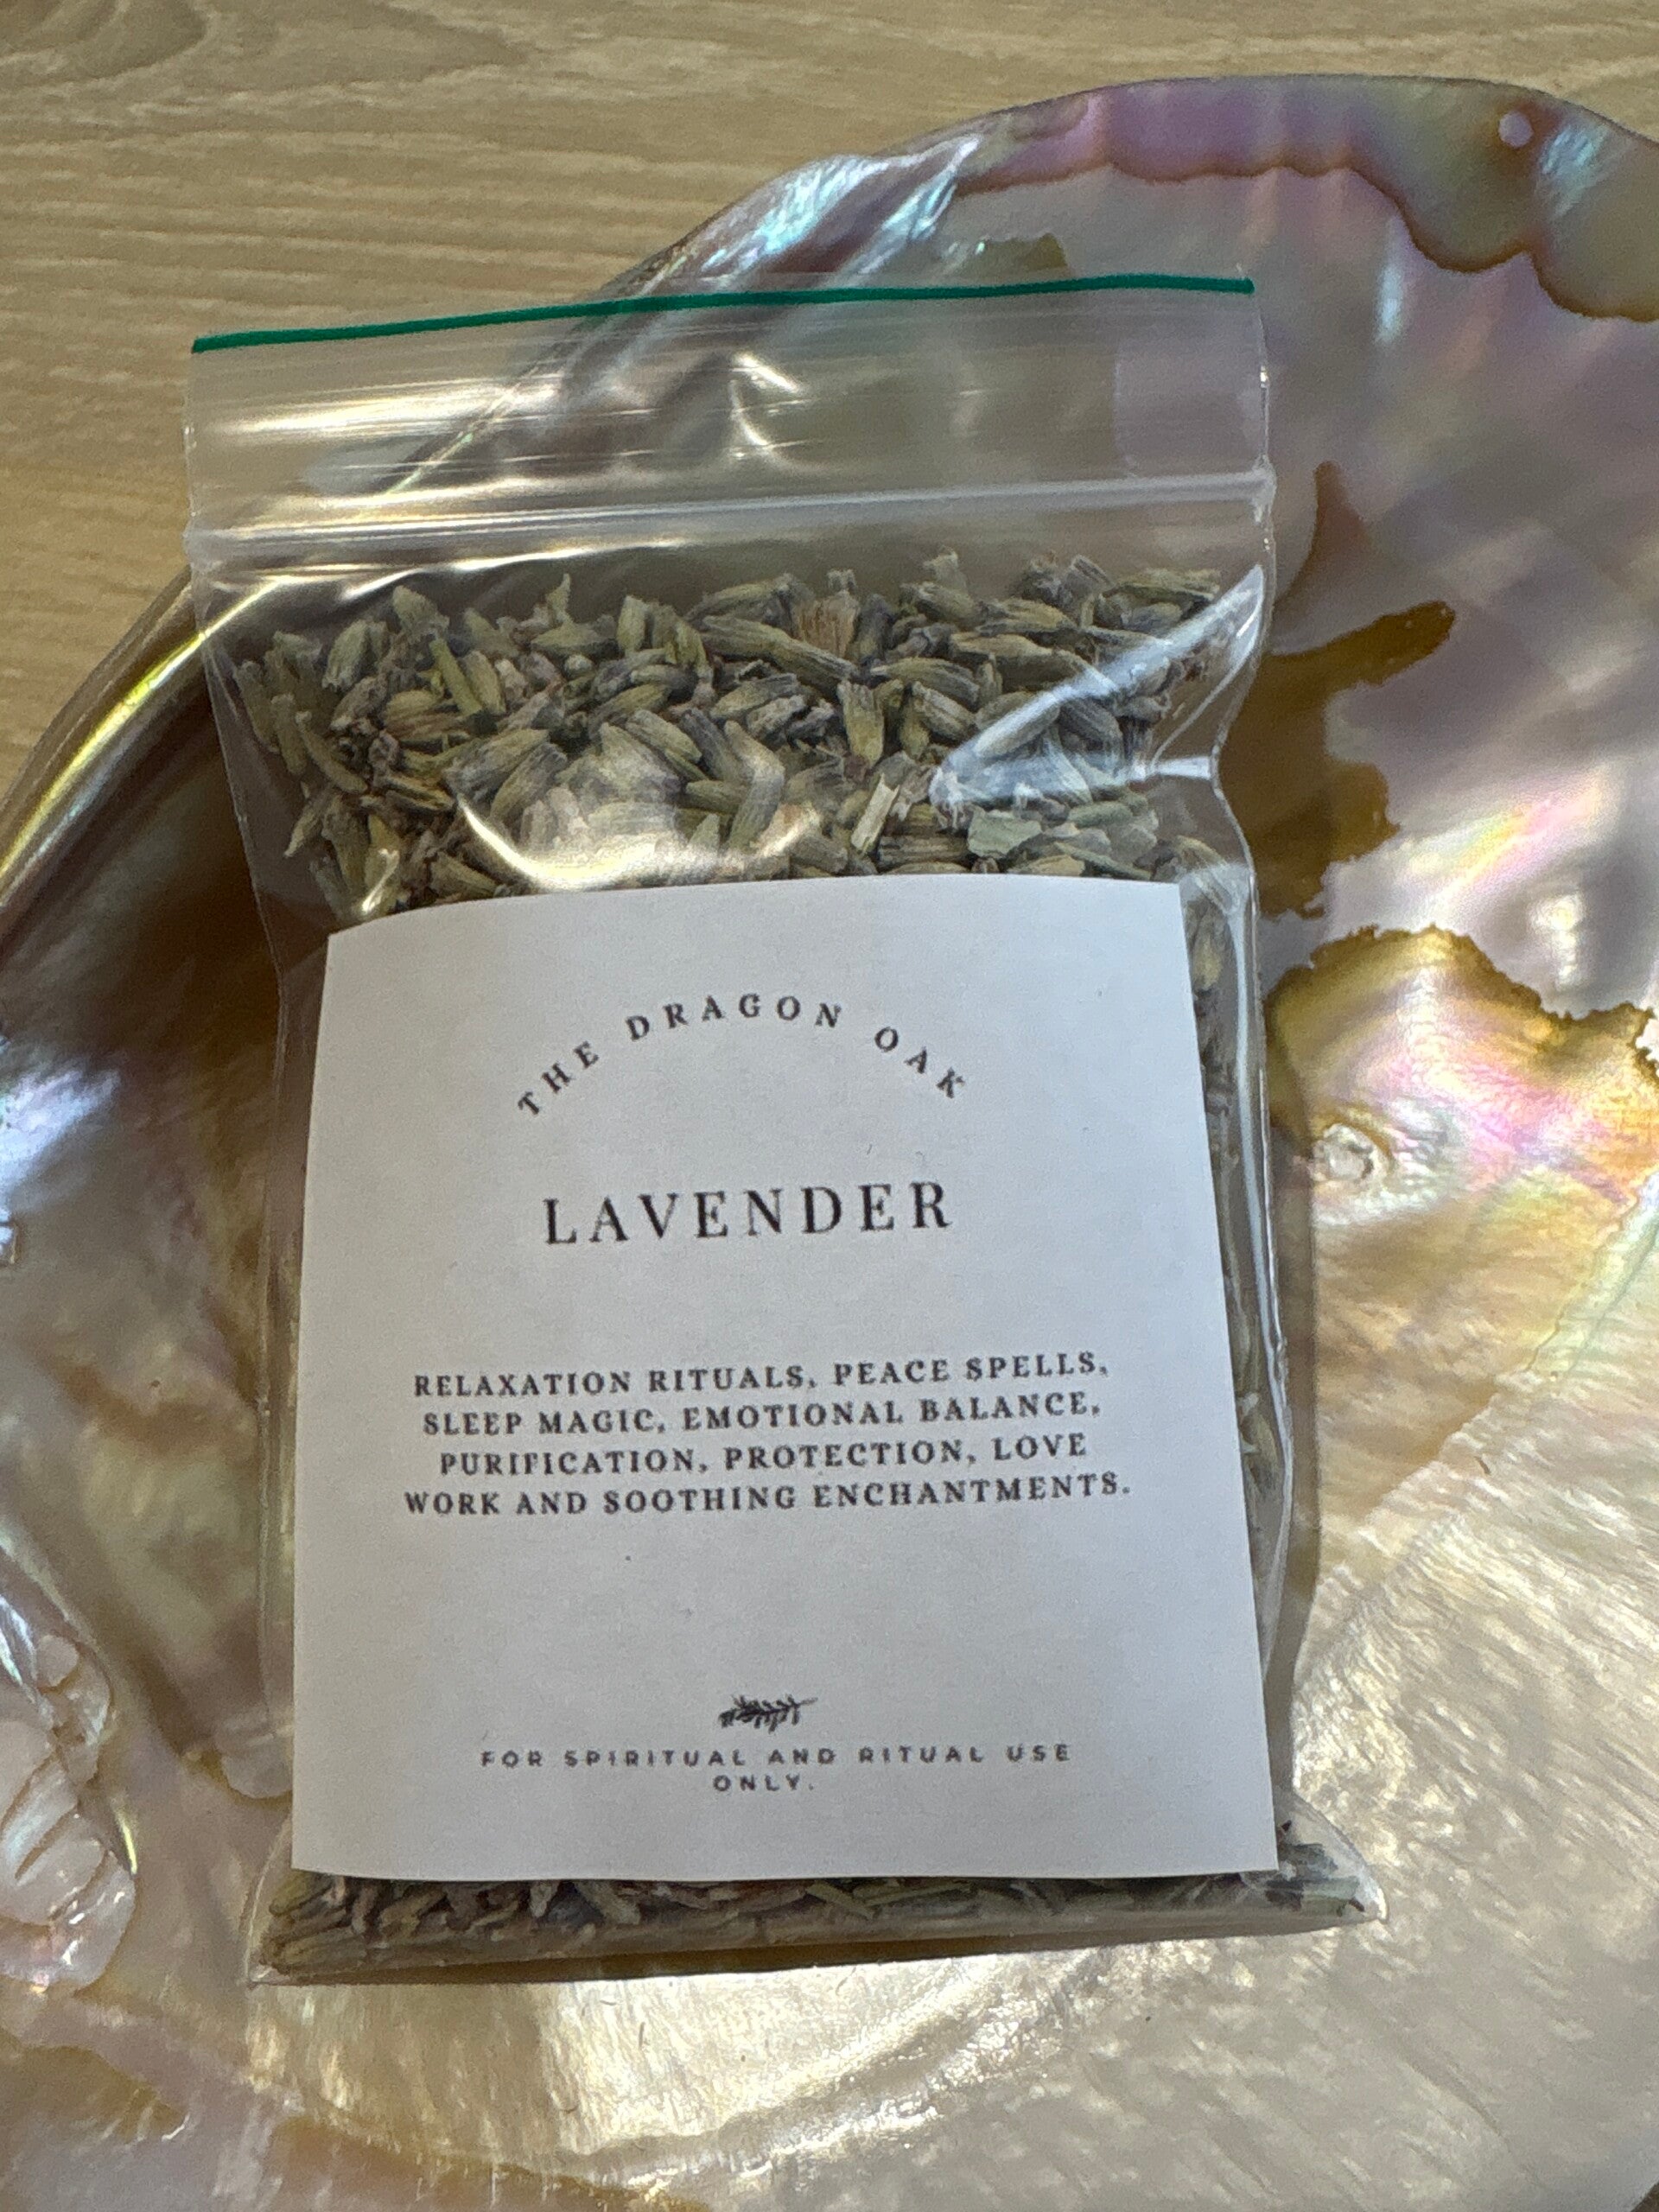 THE DRAGON OAK
LAVENDER
RELAXATION RITUALS, PEACE SPELLS,
SLEEP MAGIC, EMOTIONAL BALANCE,
PURIFICATION, PROTECTION, LOVE
WORK AND SOOTHING ENCHANTMENTS.
FOR SPIRITUAL AND RITUAL USE
ONLY.